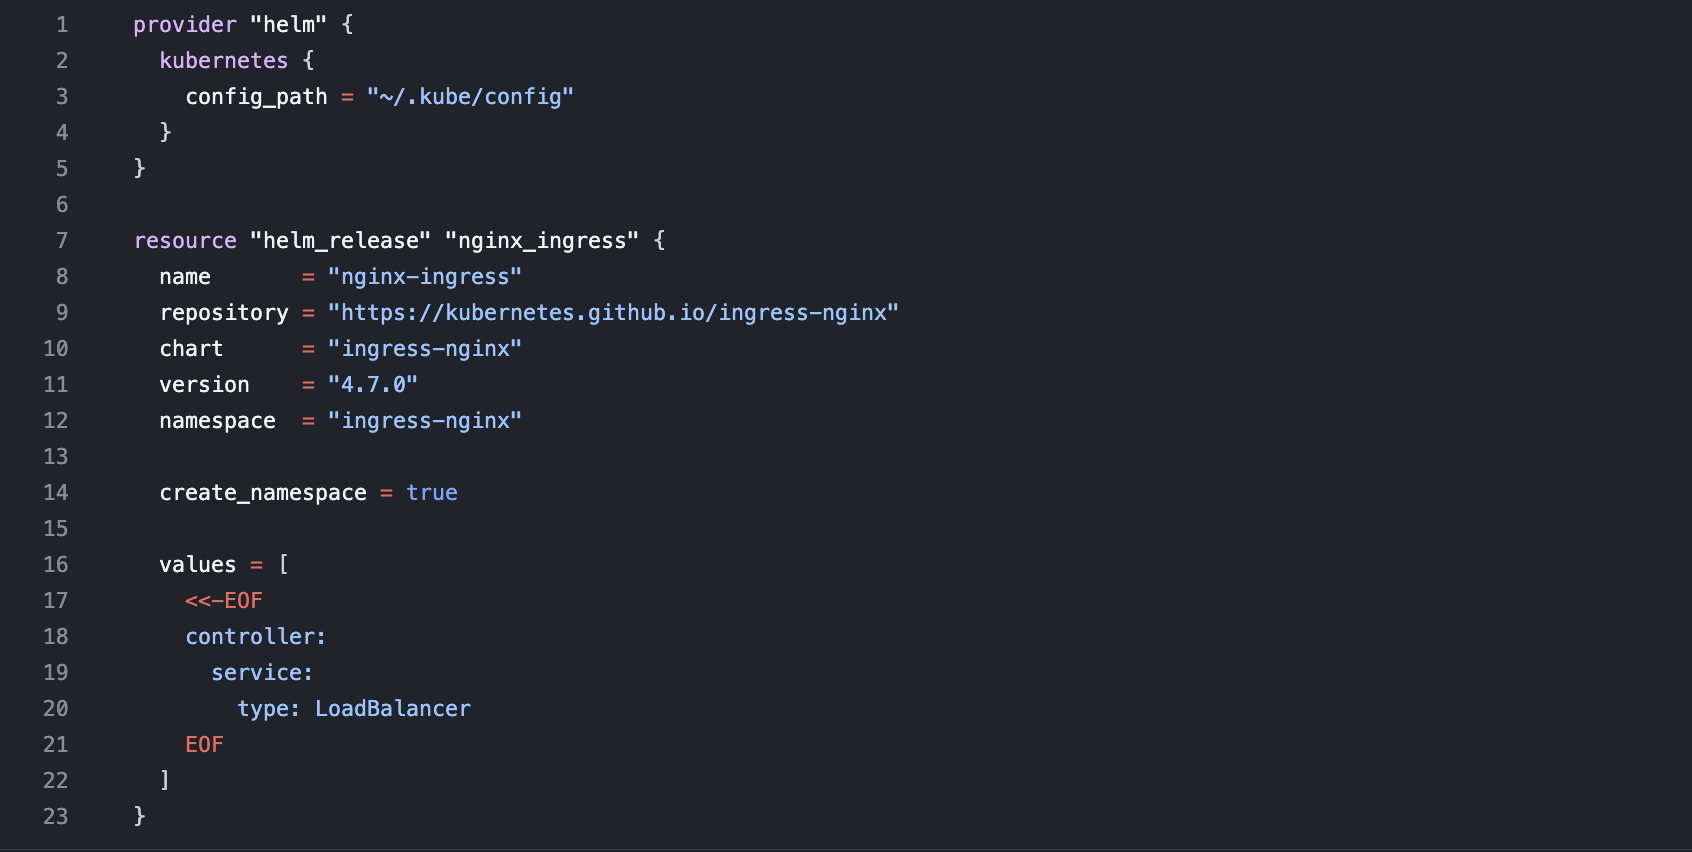 1 provider "helm" {
2   kubernetes {
3     config_path = "~/.kube/config"
4   }
5 }
6
7 resource "helm_release" "nginx_ingress" {
8   name       = "nginx-ingress"
9   repository = "https://kubernetes.github.io/ingress-nginx"
10   chart      = "ingress-nginx"
11   version    = "4.7.0"
12   namespace  = "ingress-nginx"
13
14   create_namespace = true
15
16   values = [
17     <<-EOF
18     controller:
19       service:
20         type: LoadBalancer
21     EOF
22   ]
23 }